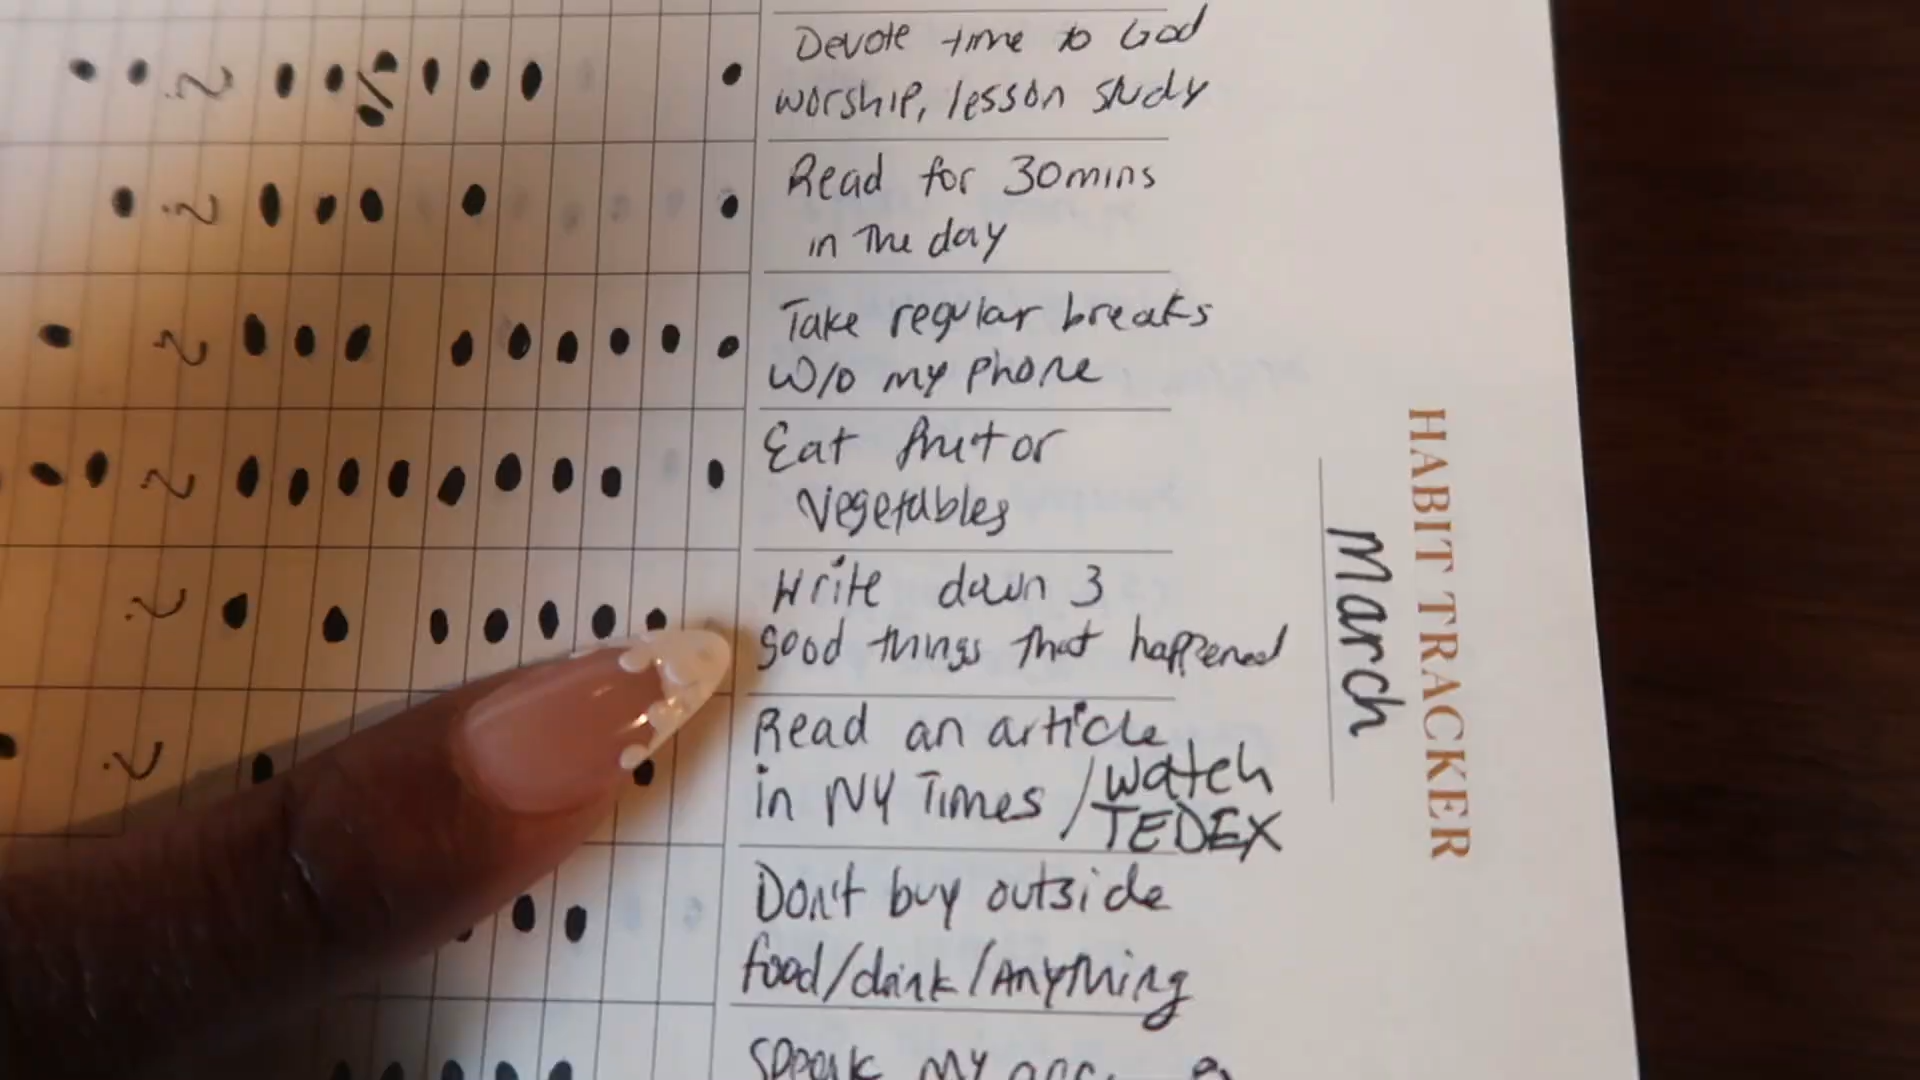 HABIT TRACKER
March
Devote time to God
worship, lesson study
Read for 30mins
in the day
Take regular breaks
w/o my phone
Eat fruit or
Vegetables
Write down 3
good things that happened
Read an article
in NY Times / watch
TEDEX
Don't buy outside
food/drink/Anything
Speak my